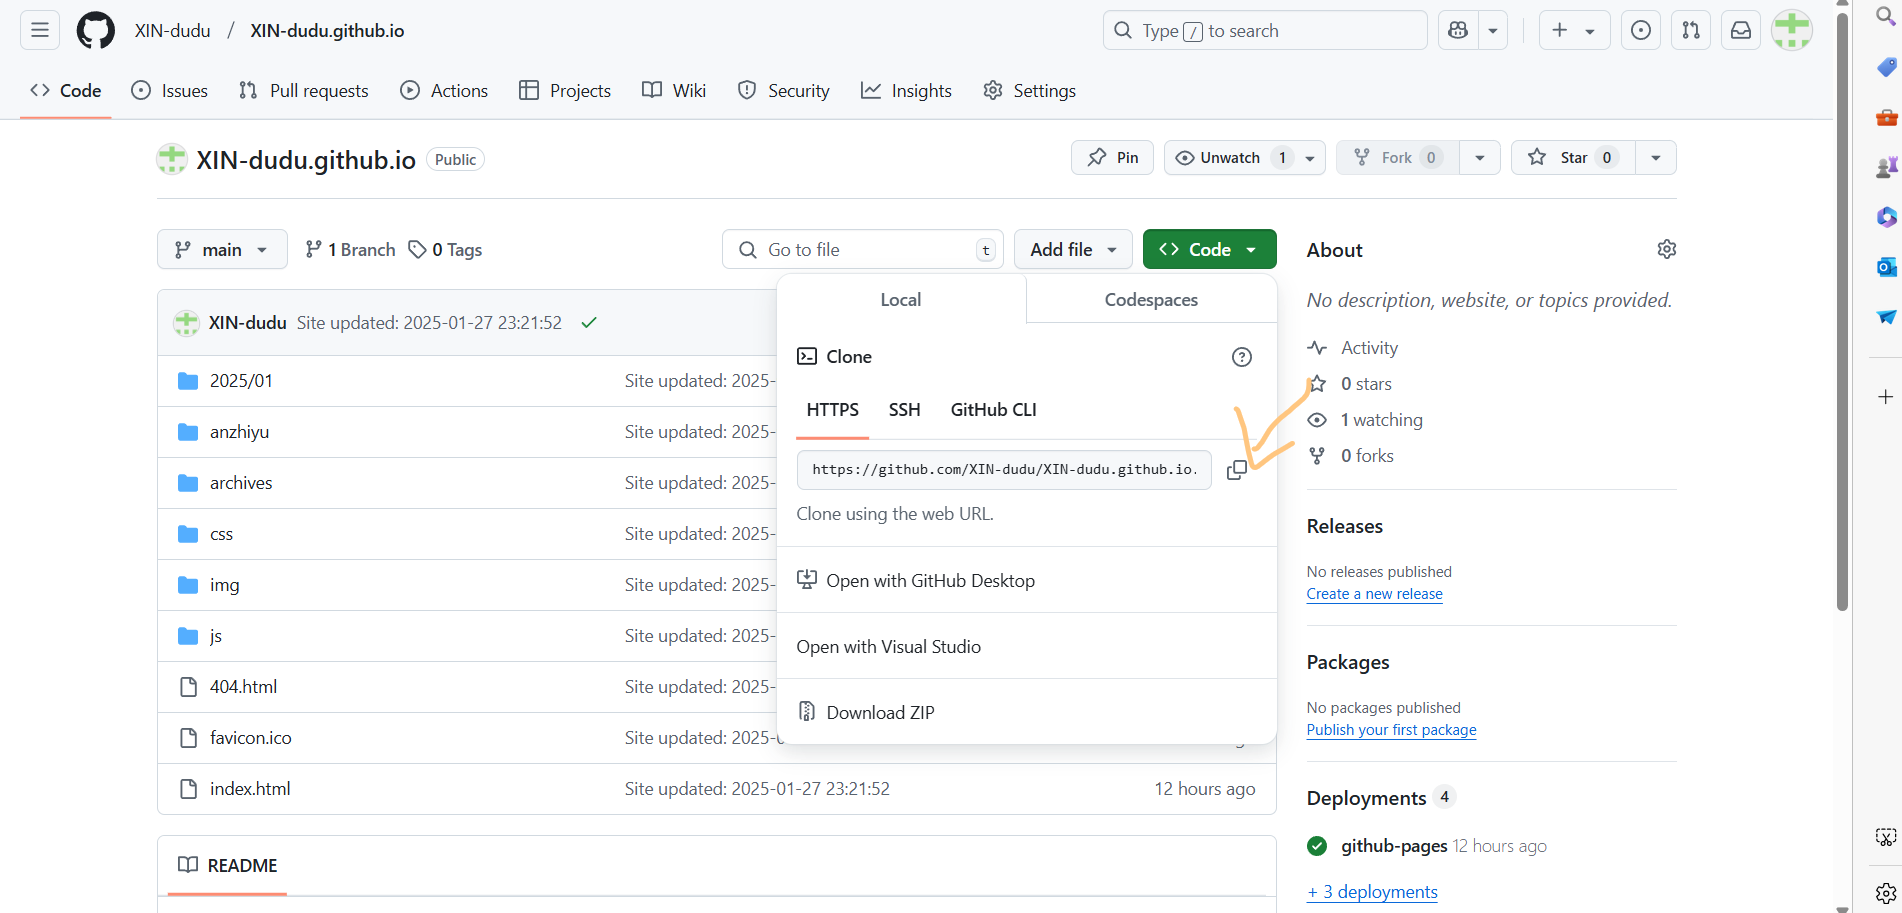 XIN-dudu / XIN-dudu.github.io
Type / to search
Code Issues Pull requests Actions Projects Wiki Security Insights Settings
XIN-dudu.github.io Public
Pin Unwatch 1 Fork 0 Star 0
main 1 Branch 0 Tags Go to file t Add file Code
Local Codespaces
Clone
HTTPS SSH GitHub CLI
https://github.com/XIN-dudu/XIN-dudu.github.io.
Clone using the web URL.
Open with GitHub Desktop
Open with Visual Studio
Download ZIP
XIN-dudu Site updated: 2025-01-27 23:21:52
2025/01 Site updated: 2025-
anzhiyu Site updated: 2025-
archives Site updated: 2025-
css Site updated: 2025-
img Site updated: 2025-
js Site updated: 2025-
404.html Site updated: 2025-
favicon.ico Site updated: 2025-
index.html Site updated: 2025-01-27 23:21:52 12 hours ago
README
About
No description, website, or topics provided.
Activity
0 stars
1 watching
0 forks
Releases
No releases published
Create a new release
Packages
No packages published
Publish your first package
Deployments 4
github-pages 12 hours ago
+ 3 deployments